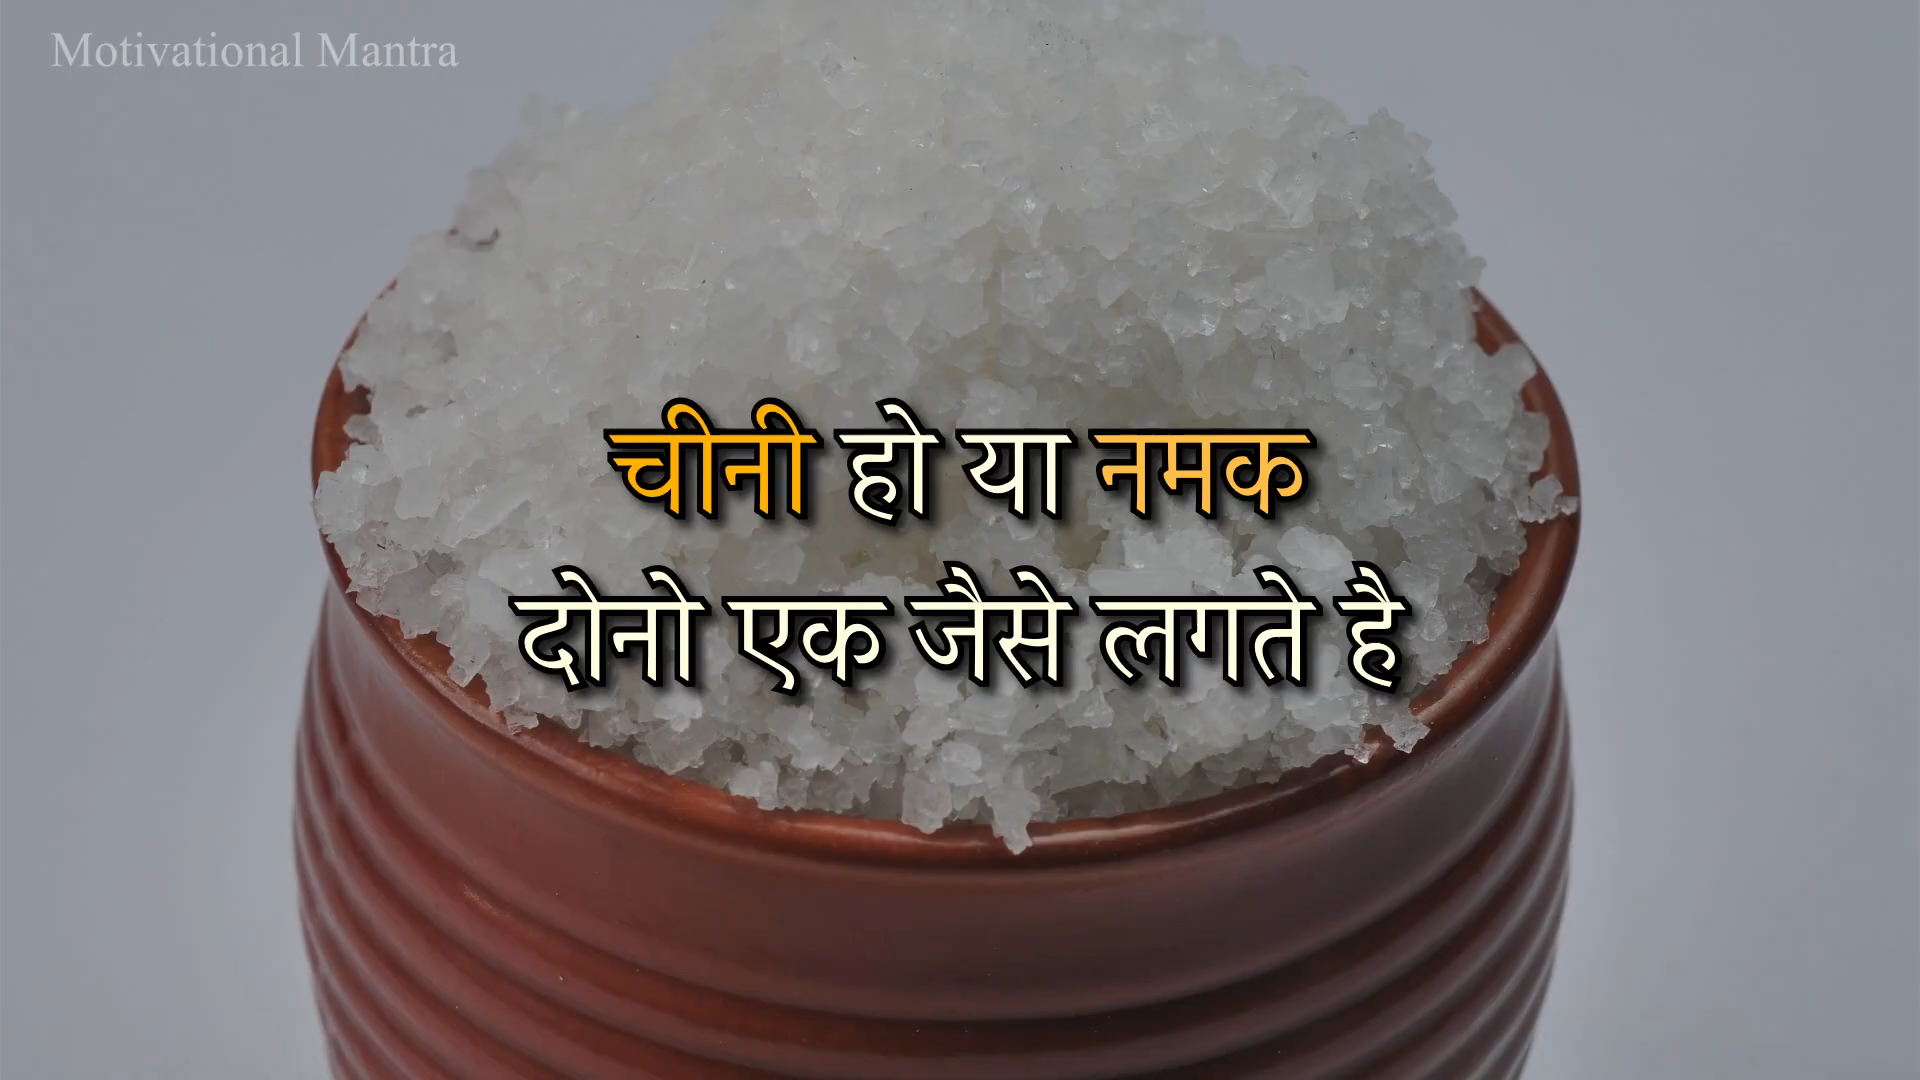 Motivational Mantra
चीनी हो या नमक
दोनो एक जैसे लगते है